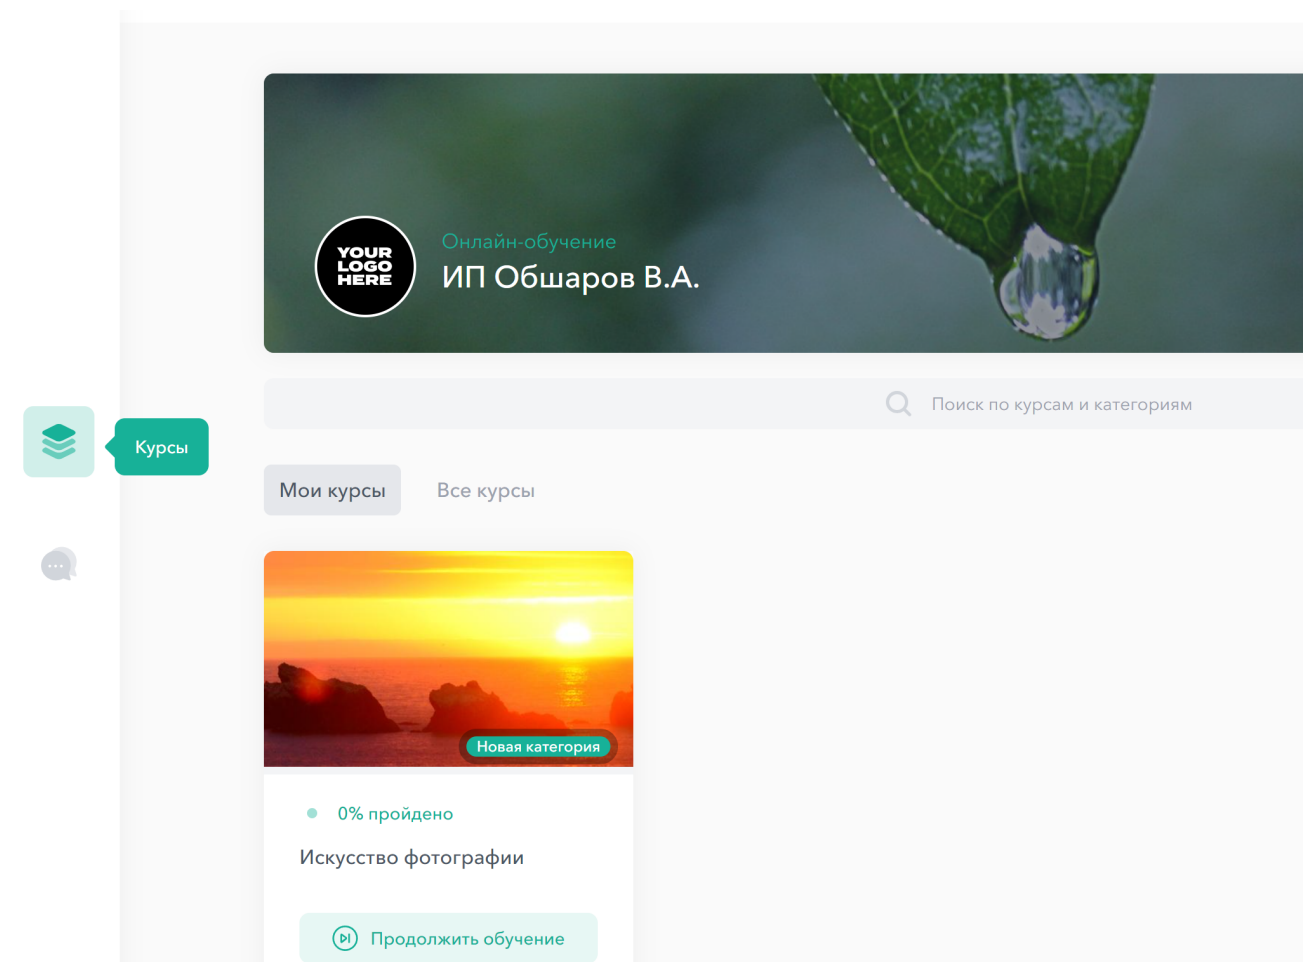 YOUR
LOGO
HERE
Онлайн-обучение
ИП Обшаров В.А.
Поиск по курсам и категориям
Курсы
Мои курсы
Все курсы
Новая категория
0% пройдено
Искусство фотографии
Продолжить обучение